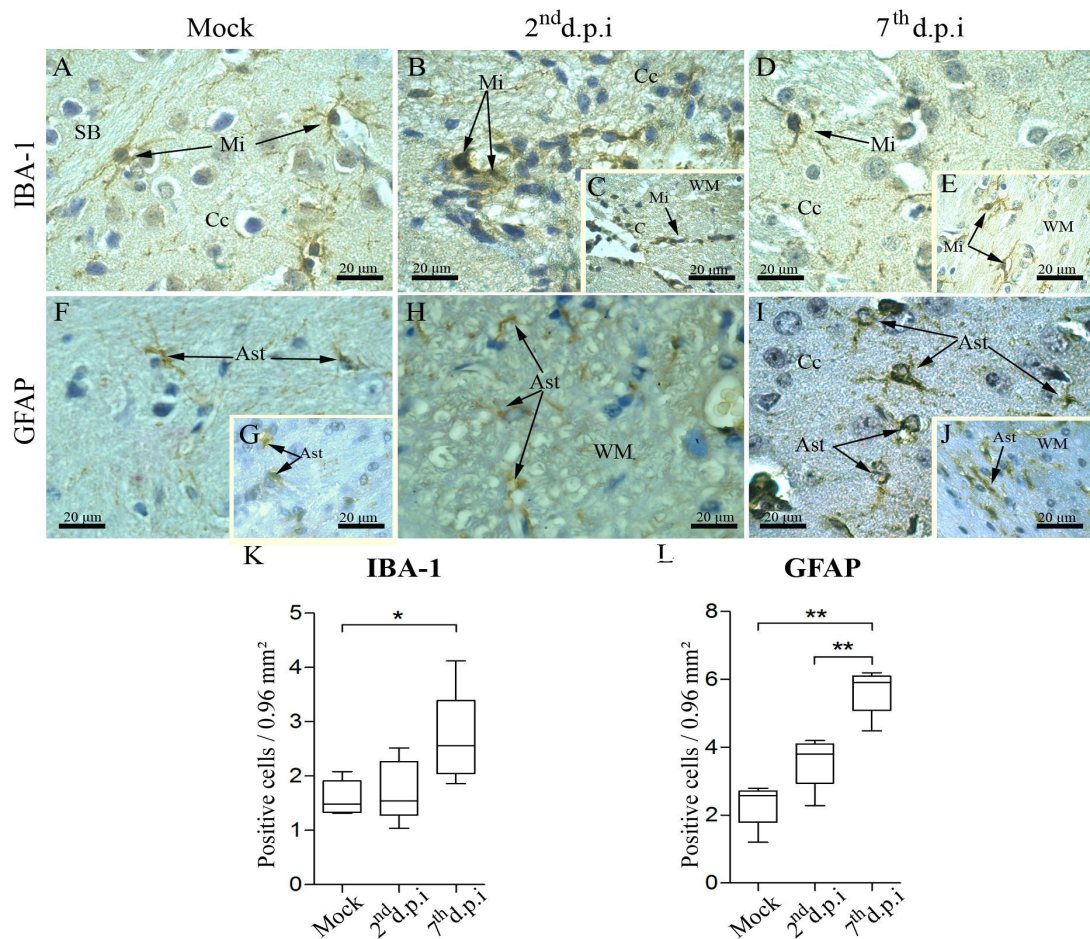 Mock
2nd d.p.i
7th d.p.i
IBA-1
A
SB
Mi
Cc
20 μm
B
Mi
Cc
C
WM
Mi
C
20 μm
D
Mi
Cc
20 μm
E
WM
Mi
20 μm
GFAP
F
Ast
20 μm
G
Ast
20 μm
H
Ast
WM
20 μm
I
Cc
Ast
Ast
20 μm
J
Ast
WM
20 μm
K
IBA-1
Positive cells / 0.96 mm²
5
4
3
2
1
0
*
Mock
2nd d.p.i
7th d.p.i
L
GFAP
Positive cells / 0.96 mm²
8
6
4
2
0
**
**
Mock
2nd d.p.i
7th d.p.i